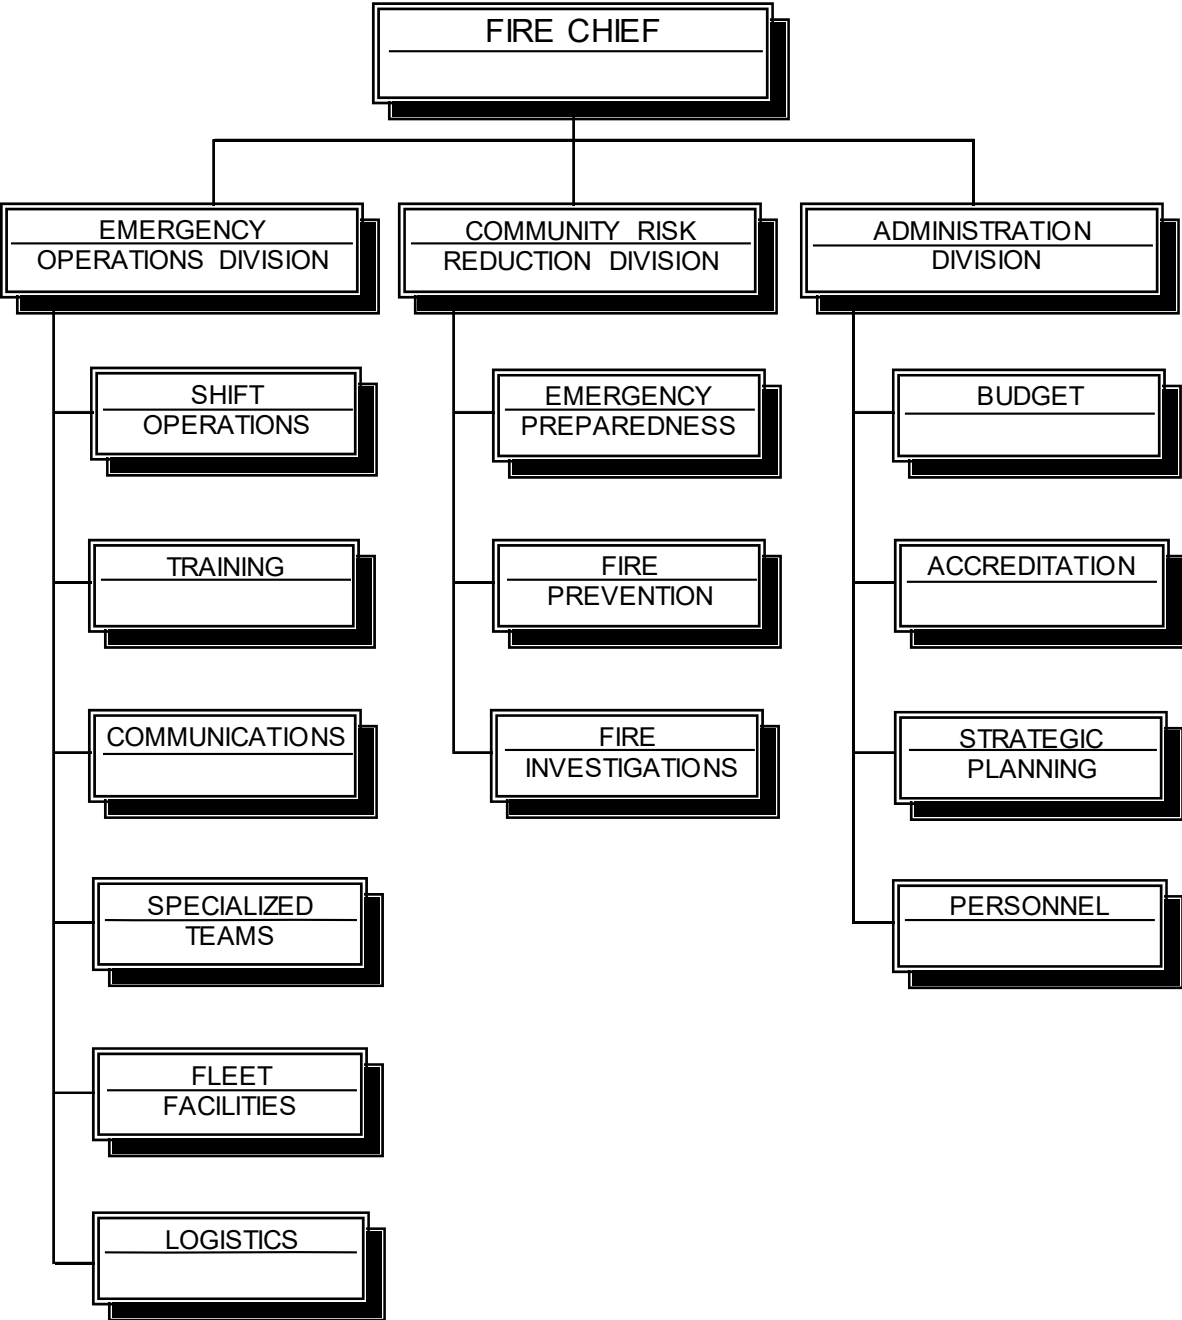 FIRE CHIEF
EMERGENCY
OPERATIONS DIVISION
COMMUNITY RISK
REDUCTION DIVISION
ADMINISTRATION
DIVISION
SHIFT
OPERATIONS
TRAINING
COMMUNICATIONS
SPECIALIZED
TEAMS
FLEET
FACILITIES
LOGISTICS
EMERGENCY
PREPAREDNESS
FIRE
PREVENTION
FIRE
INVESTIGATIONS
BUDGET
ACCREDITATION
STRATEGIC
PLANNING
PERSONNEL